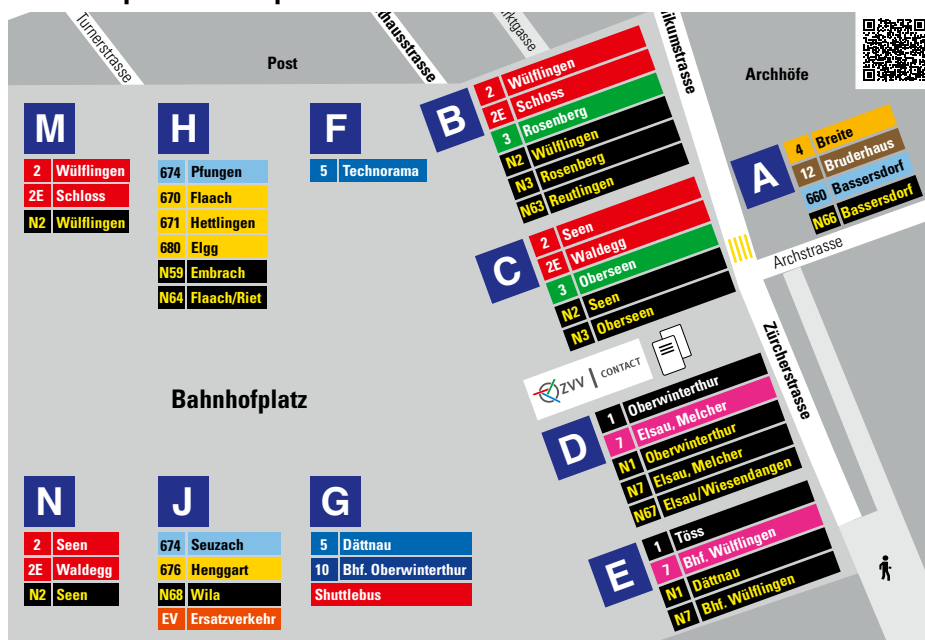 Turnerstrasse
thausstrasse
rktgasse
ikumstrasse
Post
Archhöfe
M
2 Wülflingen
2E Schloss
N2 Wülflingen
H
674 Pfungen
670 Flaach
671 Hettlingen
680 Elgg
N59 Embrach
N64 Flaach/Riet
F
5 Technorama
B
2 Wülflingen
2E Schloss
3 Rosenberg
N2 Wülflingen
N3 Rosenberg
N63 Reutlingen
A
4 Breite
12 Bruderhaus
660 Bassersdorf
N66 Bassersdorf
Archstrasse
C
2 Seen
2E Waldegg
3 Oberseen
N2 Seen
N3 Oberseen
Zürcherstrasse
ZVV CONTACT
Bahnhofplatz
D
1 Oberwinterthur
7 Elsau, Melcher
N1 Oberwinterthur
N7 Elsau, Melcher
N67 Elsau/Wiesendangen
N
2 Seen
2E Waldegg
N2 Seen
J
674 Seuzach
676 Henggart
N68 Wila
EV Ersatzverkehr
G
5 Dättnau
10 Bhf. Oberwinterthur
Shuttlebus
E
1 Töss
7 Bhf. Wülflingen
N1 Dättnau
N7 Bhf. Wülflingen